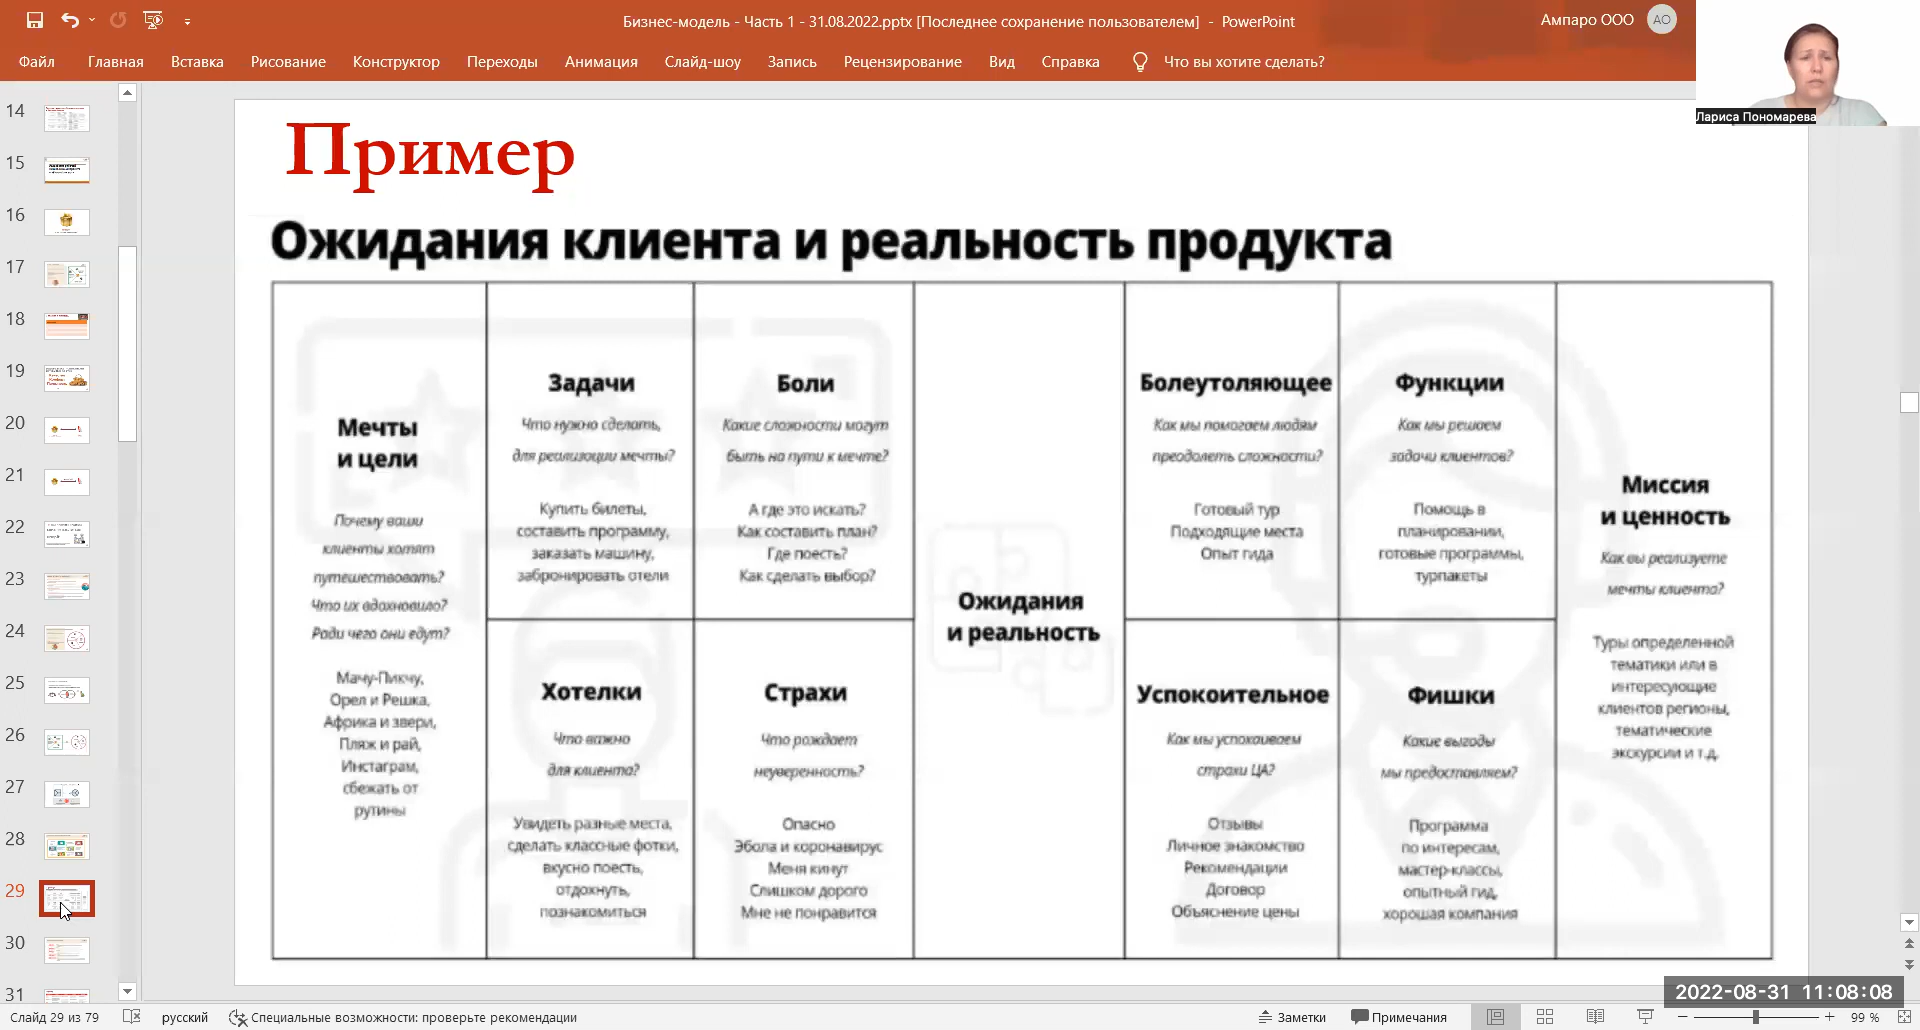 Бизнес-модель - Часть 1 - 31.08.2022.pptx [Последнее сохранение пользователем] - PowerPoint
Ампаро ООО
АО
Файл
Главная
Вставка
Рисование
Конструктор
Переходы
Анимация
Слайд-шоу
Запись
Рецензирование
Вид
Справка
Что вы хотите сделать?
Лариса Пономарева
14
15
16
17
18
19
20
21
22
23
24
25
26
27
28
29
30
31
Пример
Ожидания клиента и реальность продукта
Мечты
и цели
Почему ваши
клиенты хотят
путешествовать?
Что их вдохновило?
Ради чего они едут?
Мачу-Пикчу,
Орел и Решка,
Африка и звери,
Пляж и рай,
Инстаграм,
сбежать от
рутины
Задачи
Что нужно сделать,
для реализации мечты?
Купить билеты,
составить программу,
заказать машину,
забронировать отели
Боли
Какие сложности могут
быть на пути к мечте?
А где это искать?
Как составить план?
Где поесть?
Как сделать выбор?
Хотелки
Что важно
для клиента?
Увидеть разные места,
сделать классные фотки,
вкусно поесть,
отдохнуть,
познакомиться
Страхи
Что рождает
неуверенность?
Опасно
Эбола и коронавирус
Меня кинут
Слишком дорого
Мне не понравится
Ожидания
и реальность
Болеутоляющее
Как мы помогаем людям
преодолеть сложности?
Готовый тур
Подходящие места
Опыт гида
Функции
Как мы решаем
задачи клиентов?
Помощь в
планировании,
готовые программы,
турпакеты
Успокоительное
Как мы успокаиваем
страхи ЦА?
Отзывы
Личное знакомство
Рекомендации
Договор
Объяснение цены
Фишки
Какие выгоды
мы предоставляем?
Программа
по интересам,
мастер-классы,
опытный гид,
хорошая компания
Миссия
и ценность
Как вы реализуете
мечты клиента?
Туры определенной
тематики или в
интересующие
клиентов регионы,
тематические
экскурсии и т.д.
2022-08-31 11:08:08
Слайд 29 из 79
русский
Специальные возможности: проверьте рекомендации
Заметки
Примечания
99 %